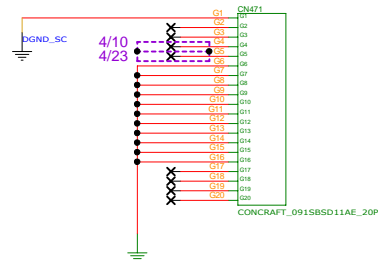 CN471
G1 G1
G2 G2
DGND_SC G3 G3
4/10 G4 G4
G5 G5
4/23 G6 G6
G7 G7
G8 G8
G9 G9
G10 G10
G11 G11
G12 G12
G13 G13
G14 G14
G15 G15
G16 G16
G17 G17
G18 G18
G19 G19
G20 G20
CONCRAFT_091SBSD11AE_20P